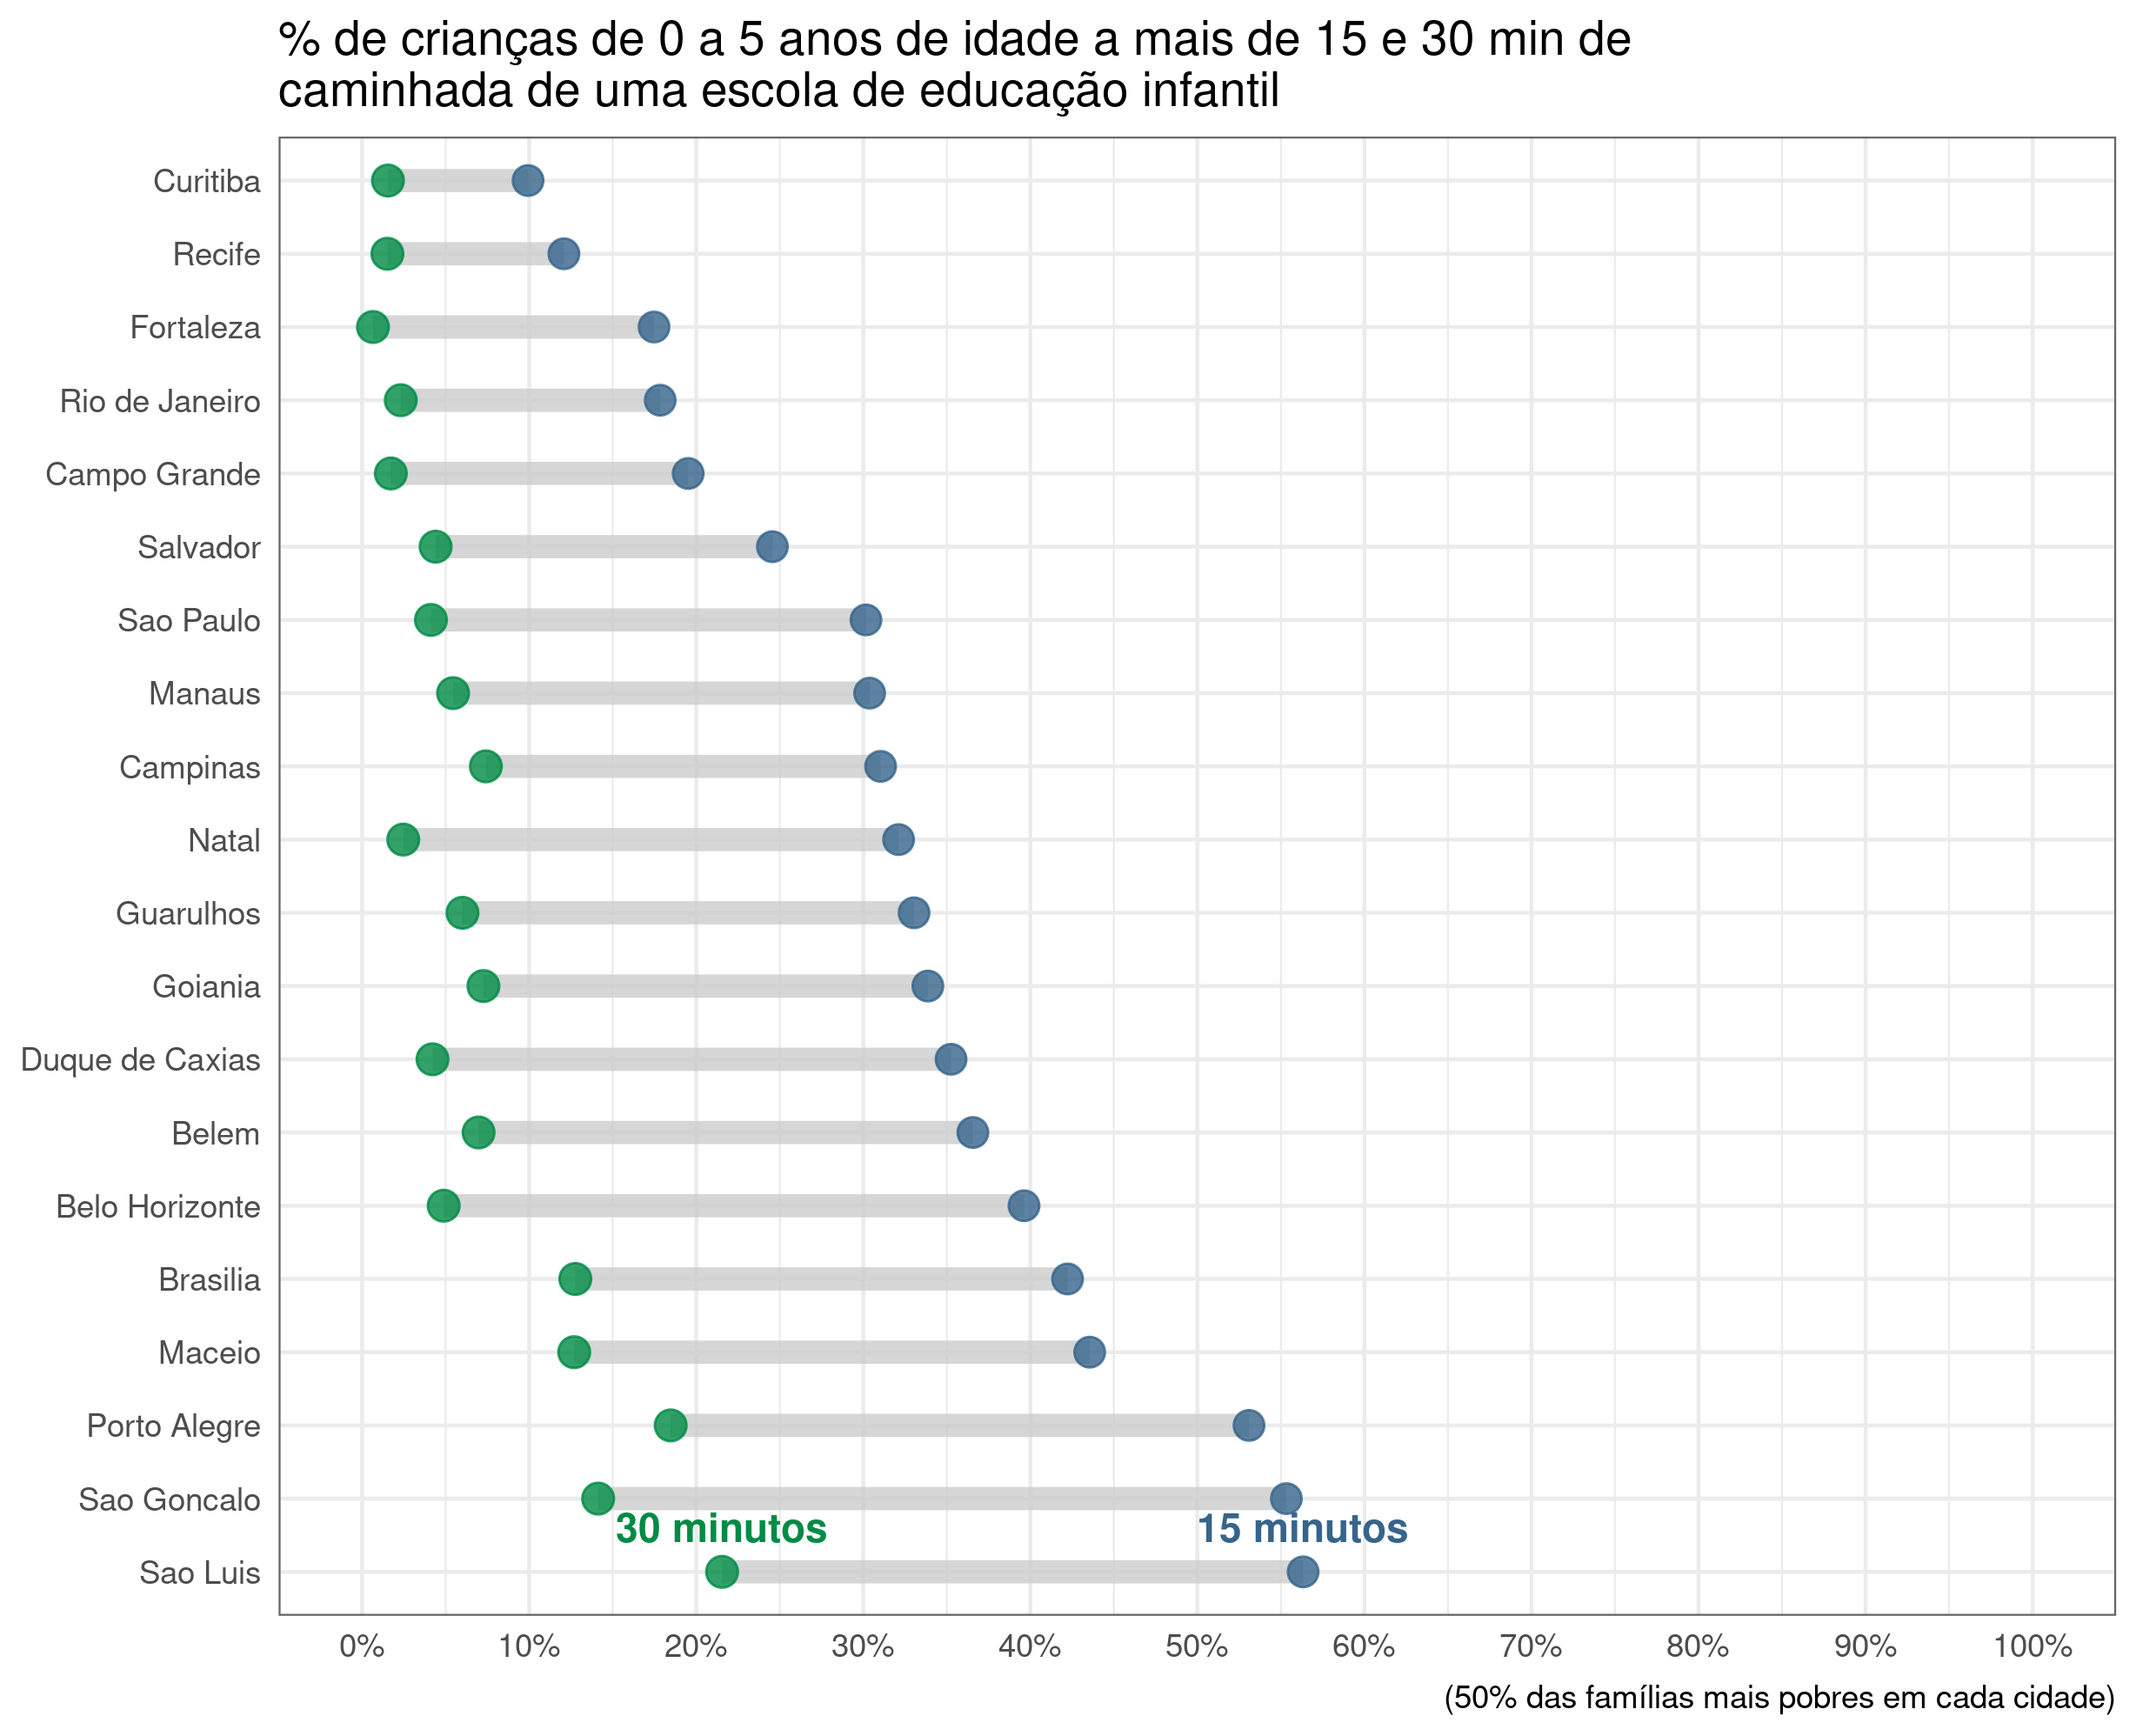 % de crianças de 0 a 5 anos de idade a mais de 15 e 30 min de
caminhada de uma escola de educação infantil
Curitiba
Recife
Fortaleza
Rio de Janeiro
Campo Grande
Salvador
Sao Paulo
Manaus
Campinas
Natal
Guarulhos
Goiania
Duque de Caxias
Belem
Belo Horizonte
Brasilia
Maceio
Porto Alegre
Sao Goncalo
30 minutos 15 minutos
Sao Luis
0% 10% 20% 30% 40% 50% 60% 70% 80% 90% 100%
(50% das famílias mais pobres em cada cidade)